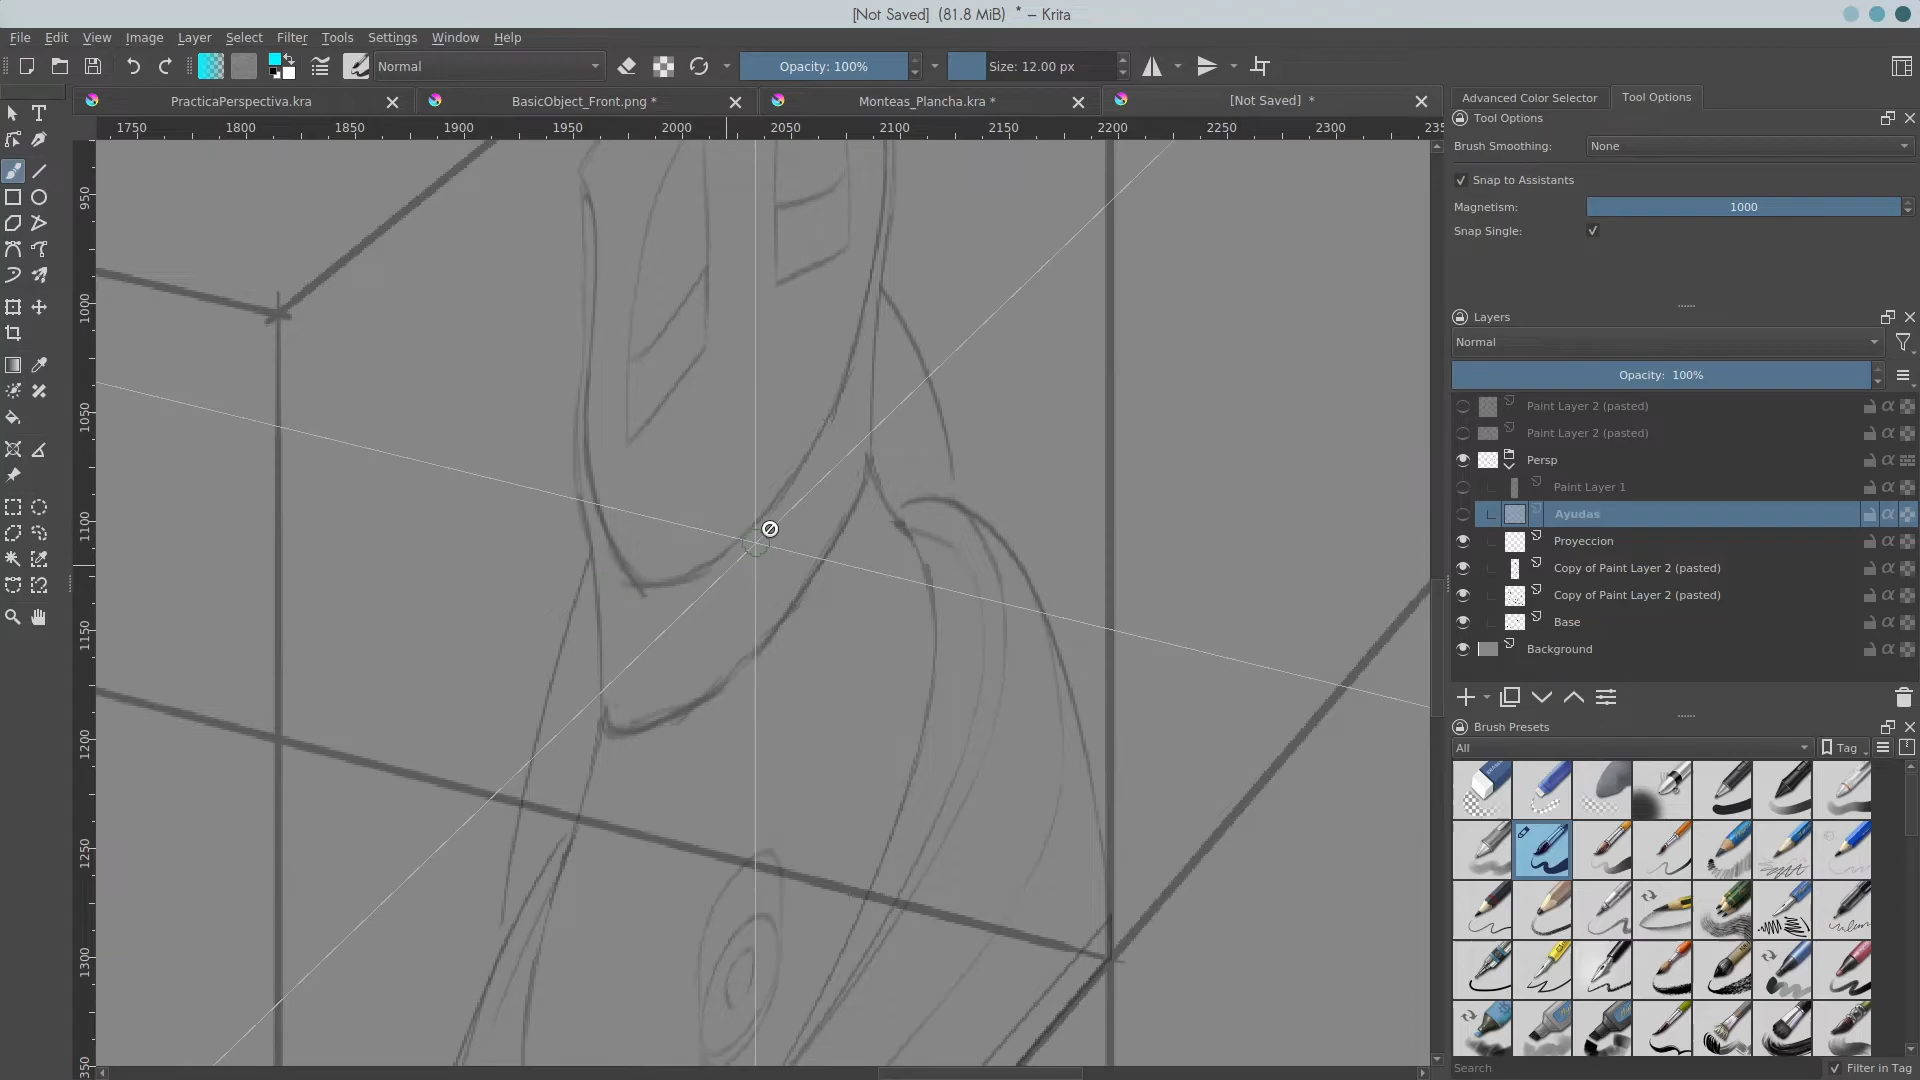 [Not Saved]  (81.8 MiB)  * – Krita
File Edit View Image Layer Select Filter Tools Settings Window Help
Normal
Opacity: 100%
Size: 12.00 px
PracticaPerspectiva.kra
BasicObject_Front.png *
Monteas_Plancha.kra *
[Not Saved]  *
Advanced Color Selector
Tool Options
1750 1800 1850 1900 1950 2000 2050 2100 2150 2200 2250 2300 235
950
1000
1050
1100
1150
1200
1250
1300
350
Tool Options
Brush Smoothing: None
Snap to Assistants
Magnetism: 1000
Snap Single:
Layers
Normal
Opacity:  100%
Paint Layer 2 (pasted)
Paint Layer 2 (pasted)
Persp
Paint Layer 1
Ayudas
Proyeccion
Copy of Paint Layer 2 (pasted)
Copy of Paint Layer 2 (pasted)
Base
Background
Brush Presets
All
Tag
Search
Filter in Tag